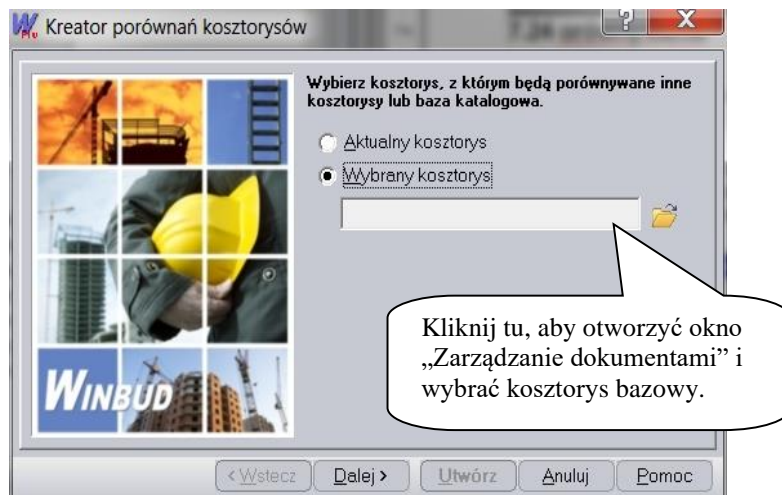 Kreator porównań kosztorysów
Wybierz kosztorys, z którym będą porównywane inne
kosztorysy lub baza katalogowa.
Aktualny kosztorys
Wybrany kosztorys
Kliknij tu, aby otworzyć okno
„Zarządzanie dokumentami” i
wybrać kosztorys bazowy.
WINBUD
< Wstecz Dalej > Utwórz Anuluj Pomoc